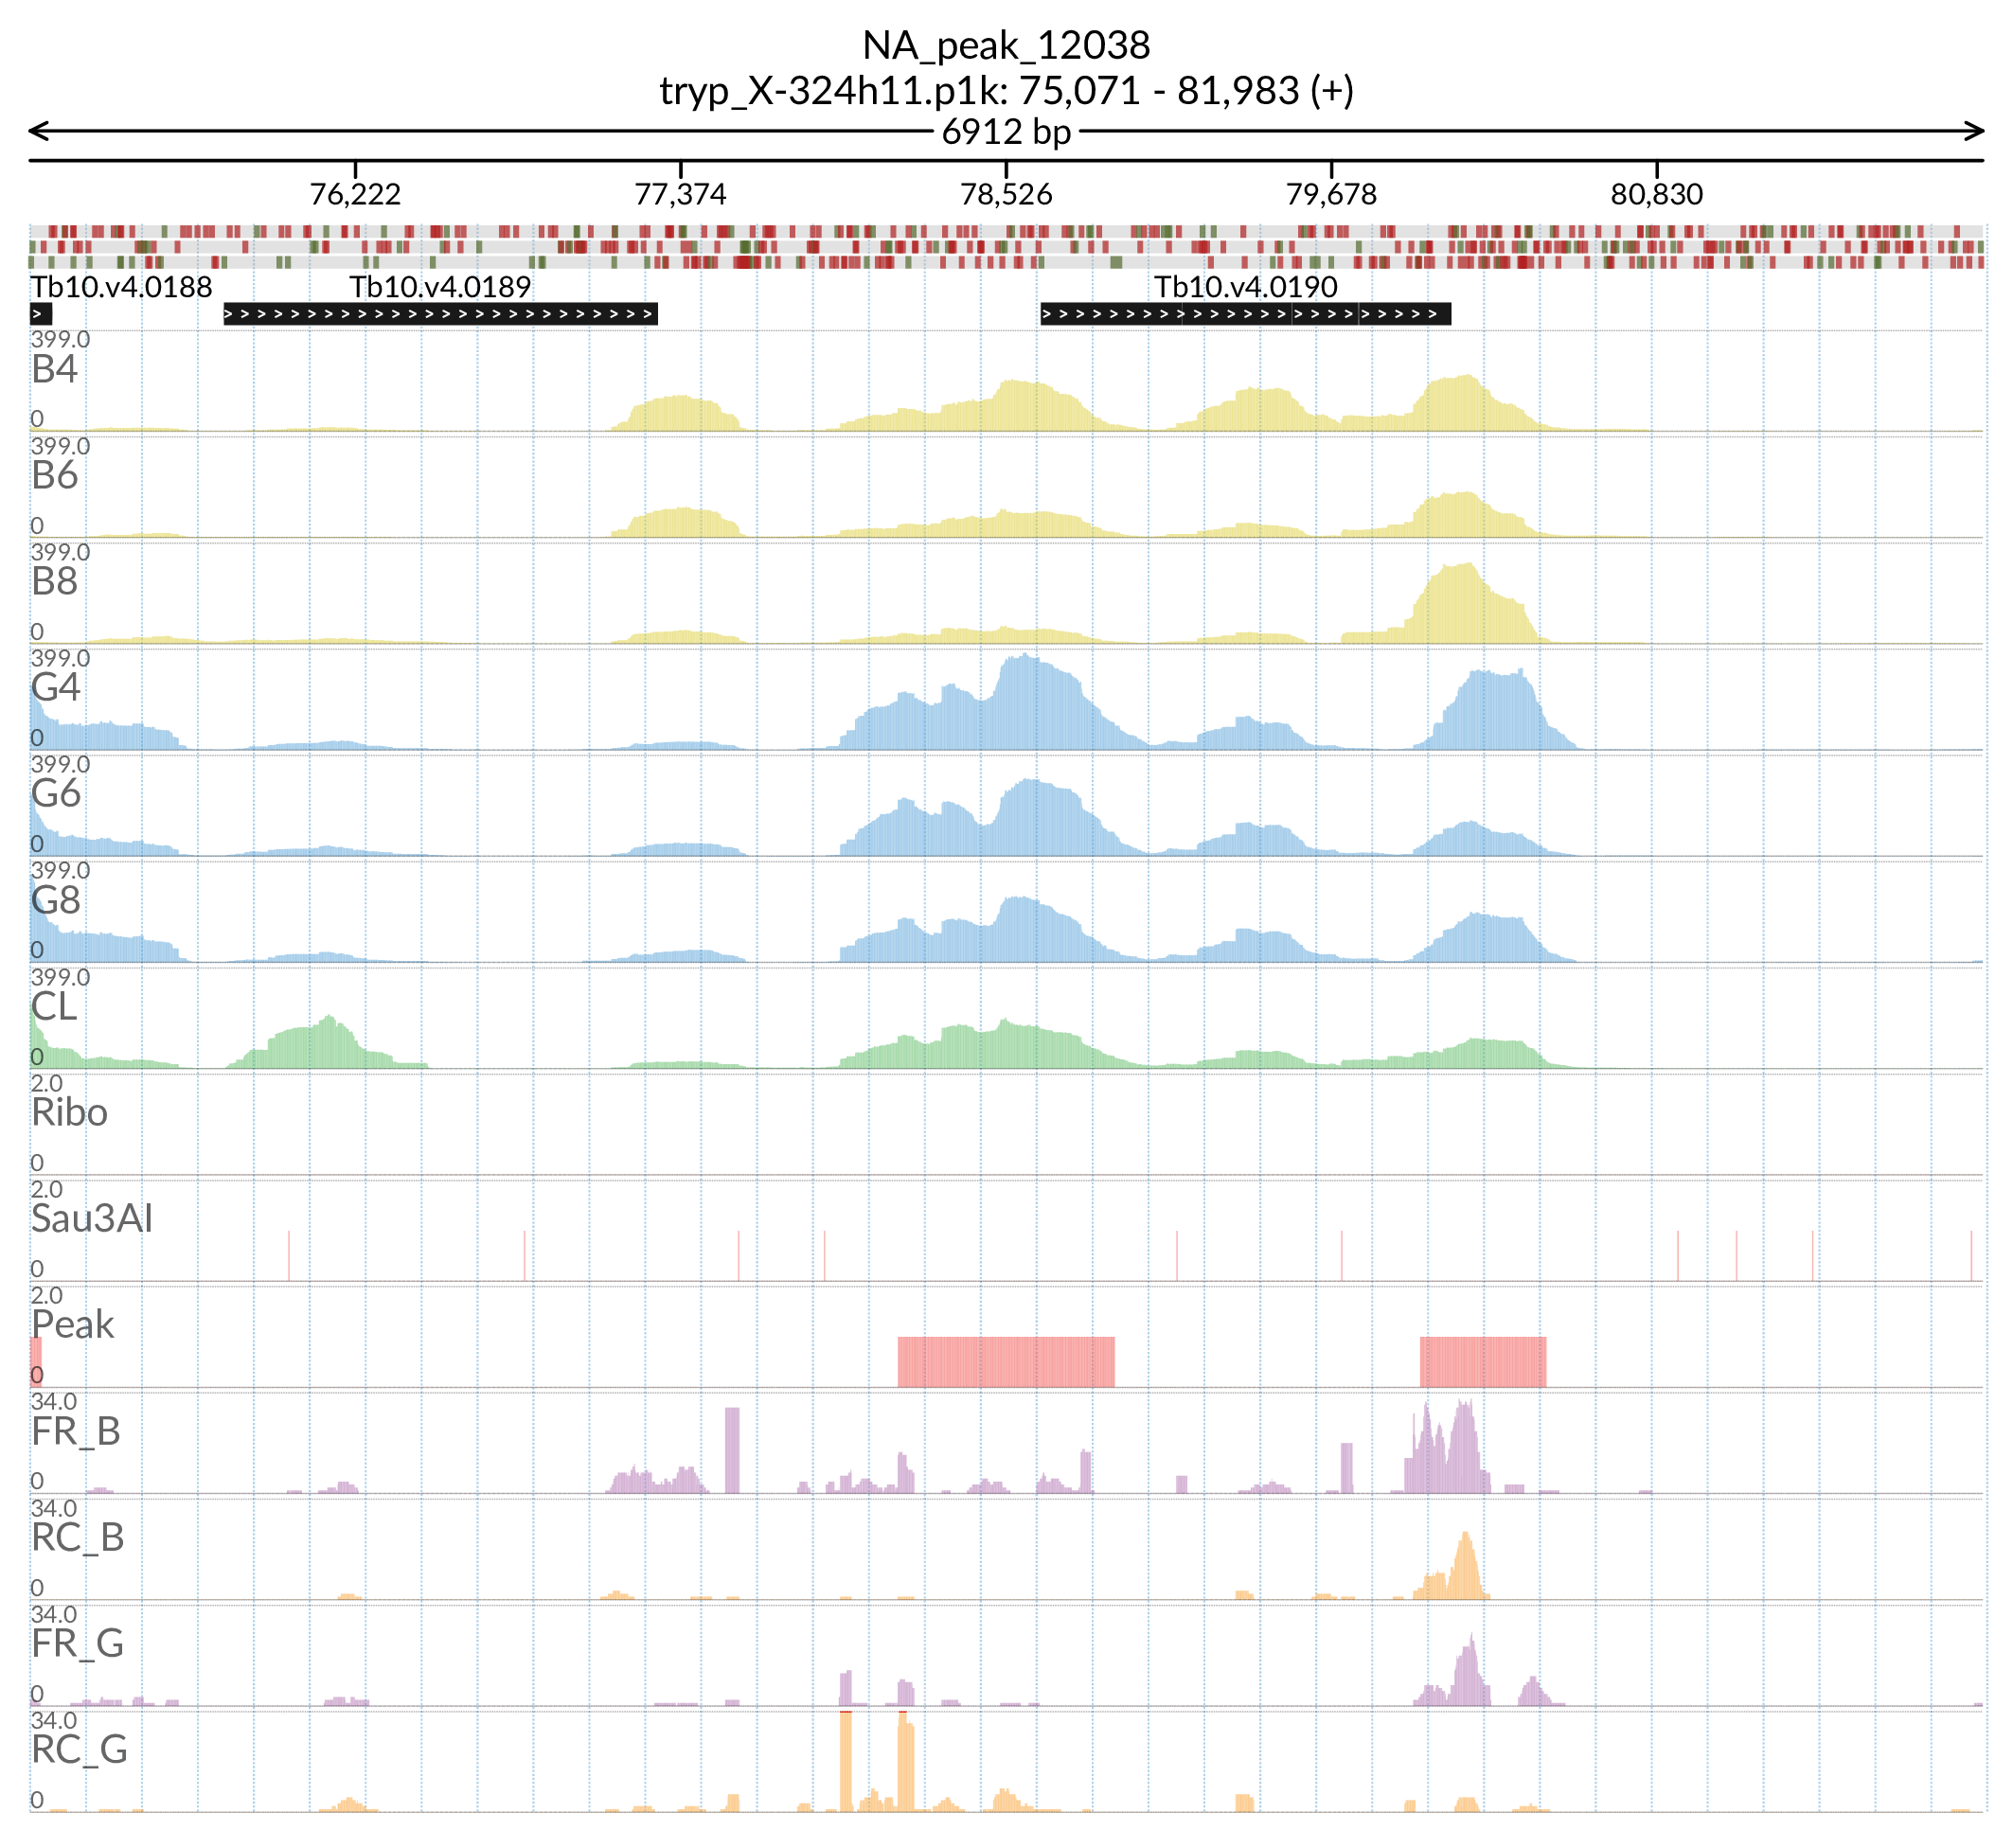 NA_peak_12038
tryp_X-324h11.p1k: 75,071 - 81,983 (+)
6912 bp
76,222 77,374 78,526 79,678 80,830
Tb10.v4.0188 Tb10.v4.0189 Tb10.v4.0190
399.0
B4
0
399.0
B6
0
399.0
B8
0
399.0
G4
0
399.0
G6
0
399.0
G8
0
399.0
CL
0
2.0
Ribo
0
2.0
Sau3AI
0
2.0
Peak
0
34.0
FR_B
0
34.0
RC_B
0
34.0
FR_G
0
34.0
RC_G
0